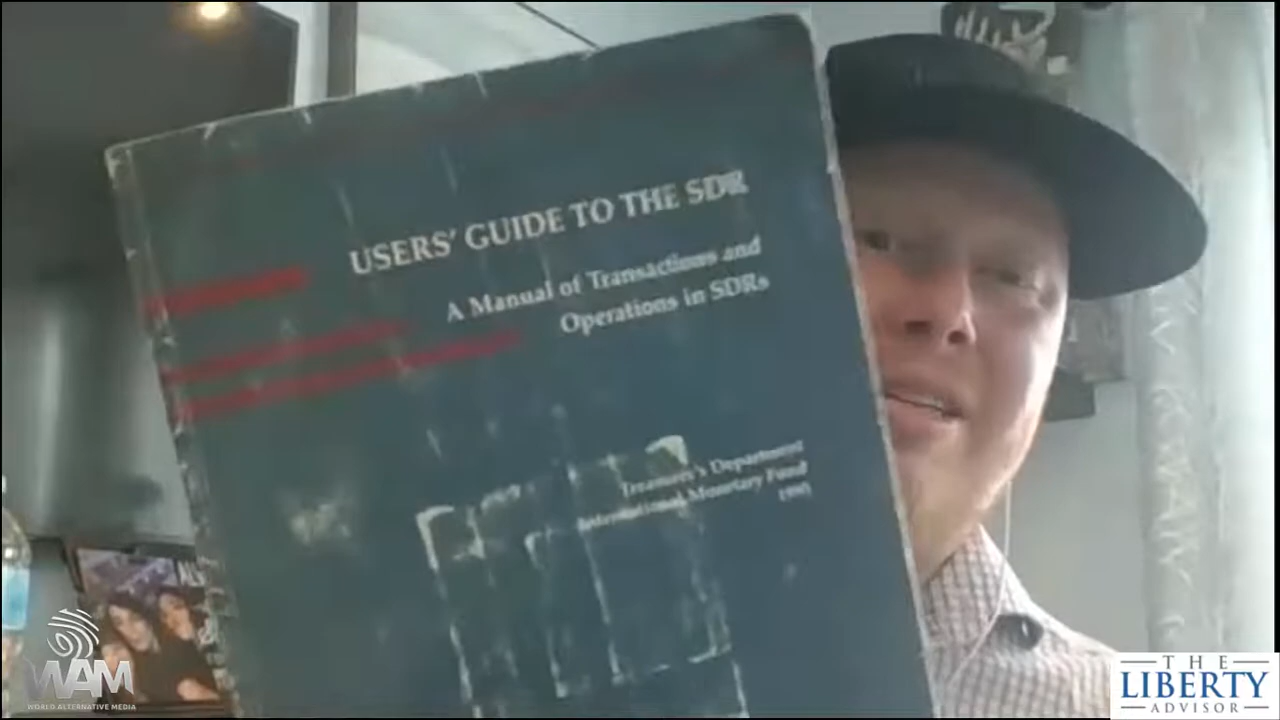 USERS' GUIDE TO THE SDR
A Manual of Transactions and
Operations in SDRs
Treasurer's Department
International Monetary Fund
WAM
WORLD ALTERNATIVE MEDIA
THE
LIBERTY
ADVISOR